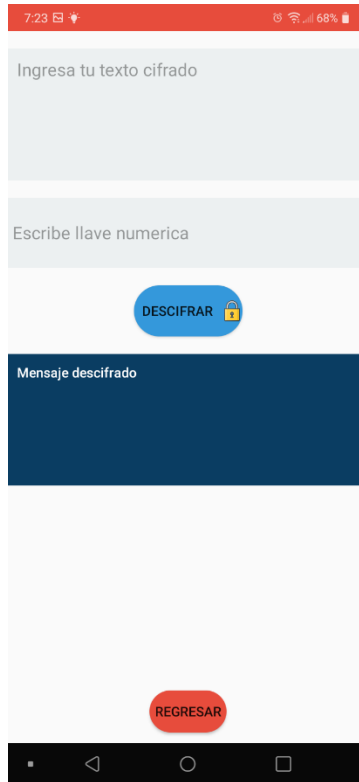 7:23 68%
Ingresa tu texto cifrado
Escribe llave numerica
DESCIFRAR
Mensaje descifrado
REGRESAR